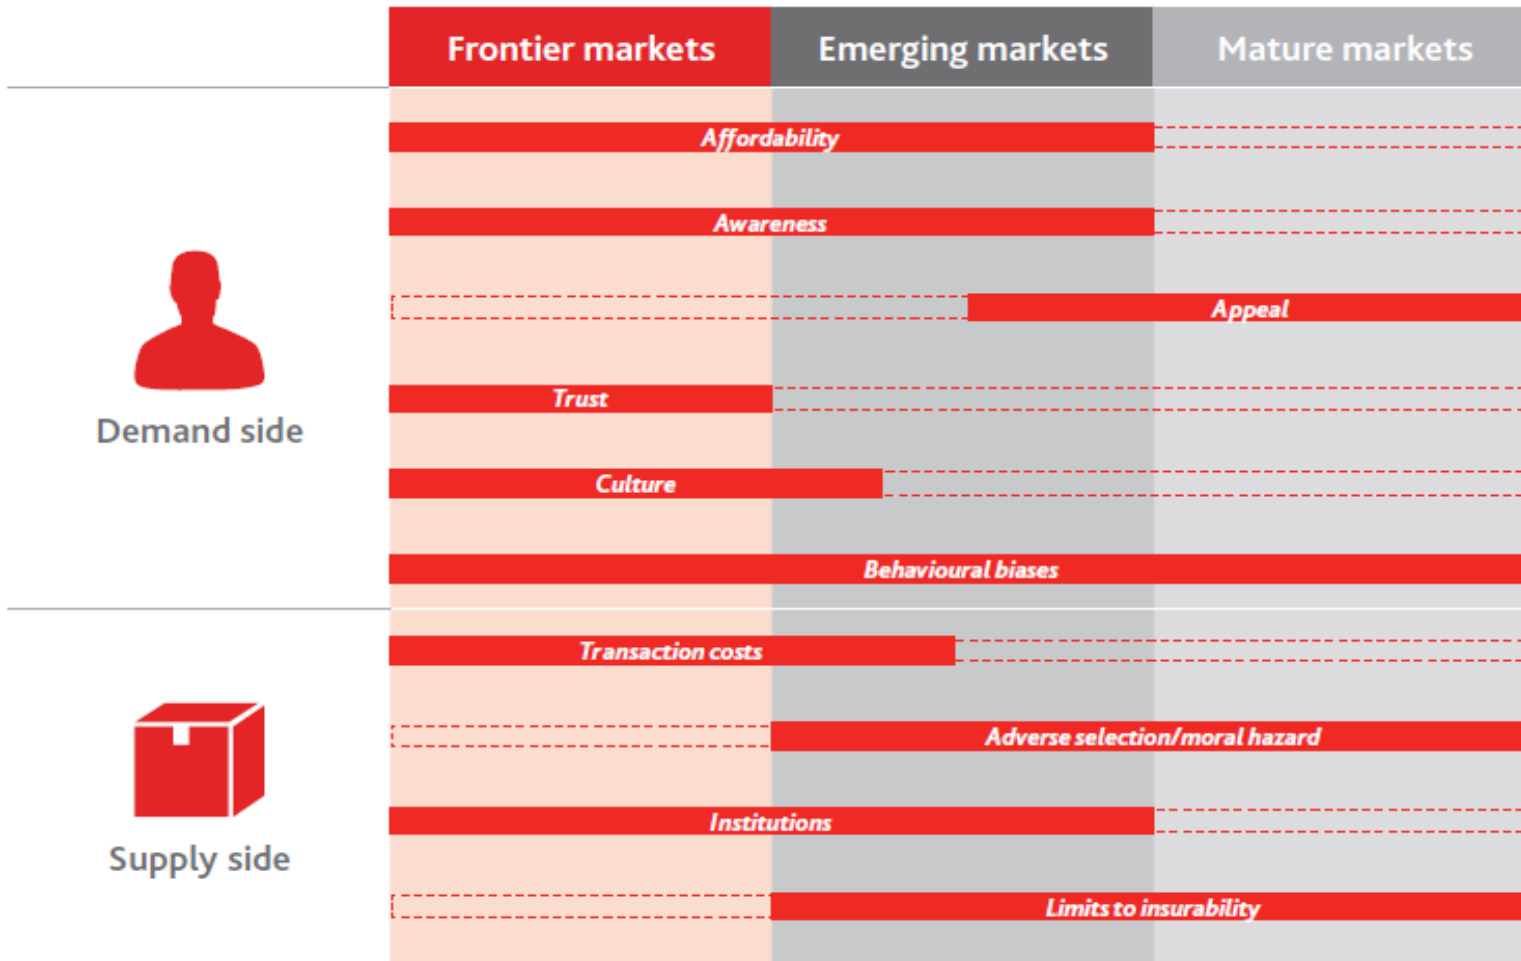 Frontier markets
Emerging markets
Mature markets
Affordability
Awareness
Appeal
Trust
Demand side
Culture
Behavioural biases
Transaction costs
Adverse selection/moral hazard
Institutions
Supply side
Limits to insurability